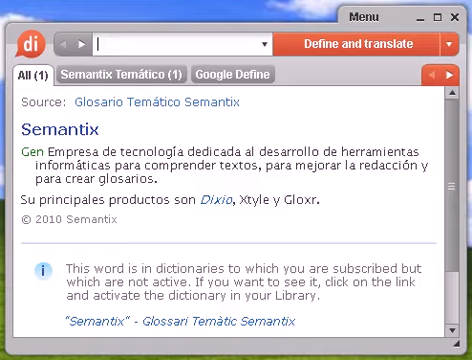 Menu
di
Define and translate
All (1) Semantix Temático (1) Google Define
Source: Glosario Temático Semantix
Semantix
Gen Empresa de tecnología dedicada al desarrollo de herramientas
informáticas para comprender textos, para mejorar la redacción y
para crear glosarios.
Su principales productos son Dixio, Xtyle y Gloxr.
© 2010 Semantix
i
This word is in dictionaries to which you are subscribed but
which are not active. If you want to see it, click on the link
and activate the dictionary in your Library.
"Semantix" - Glossari Temàtic Semantix